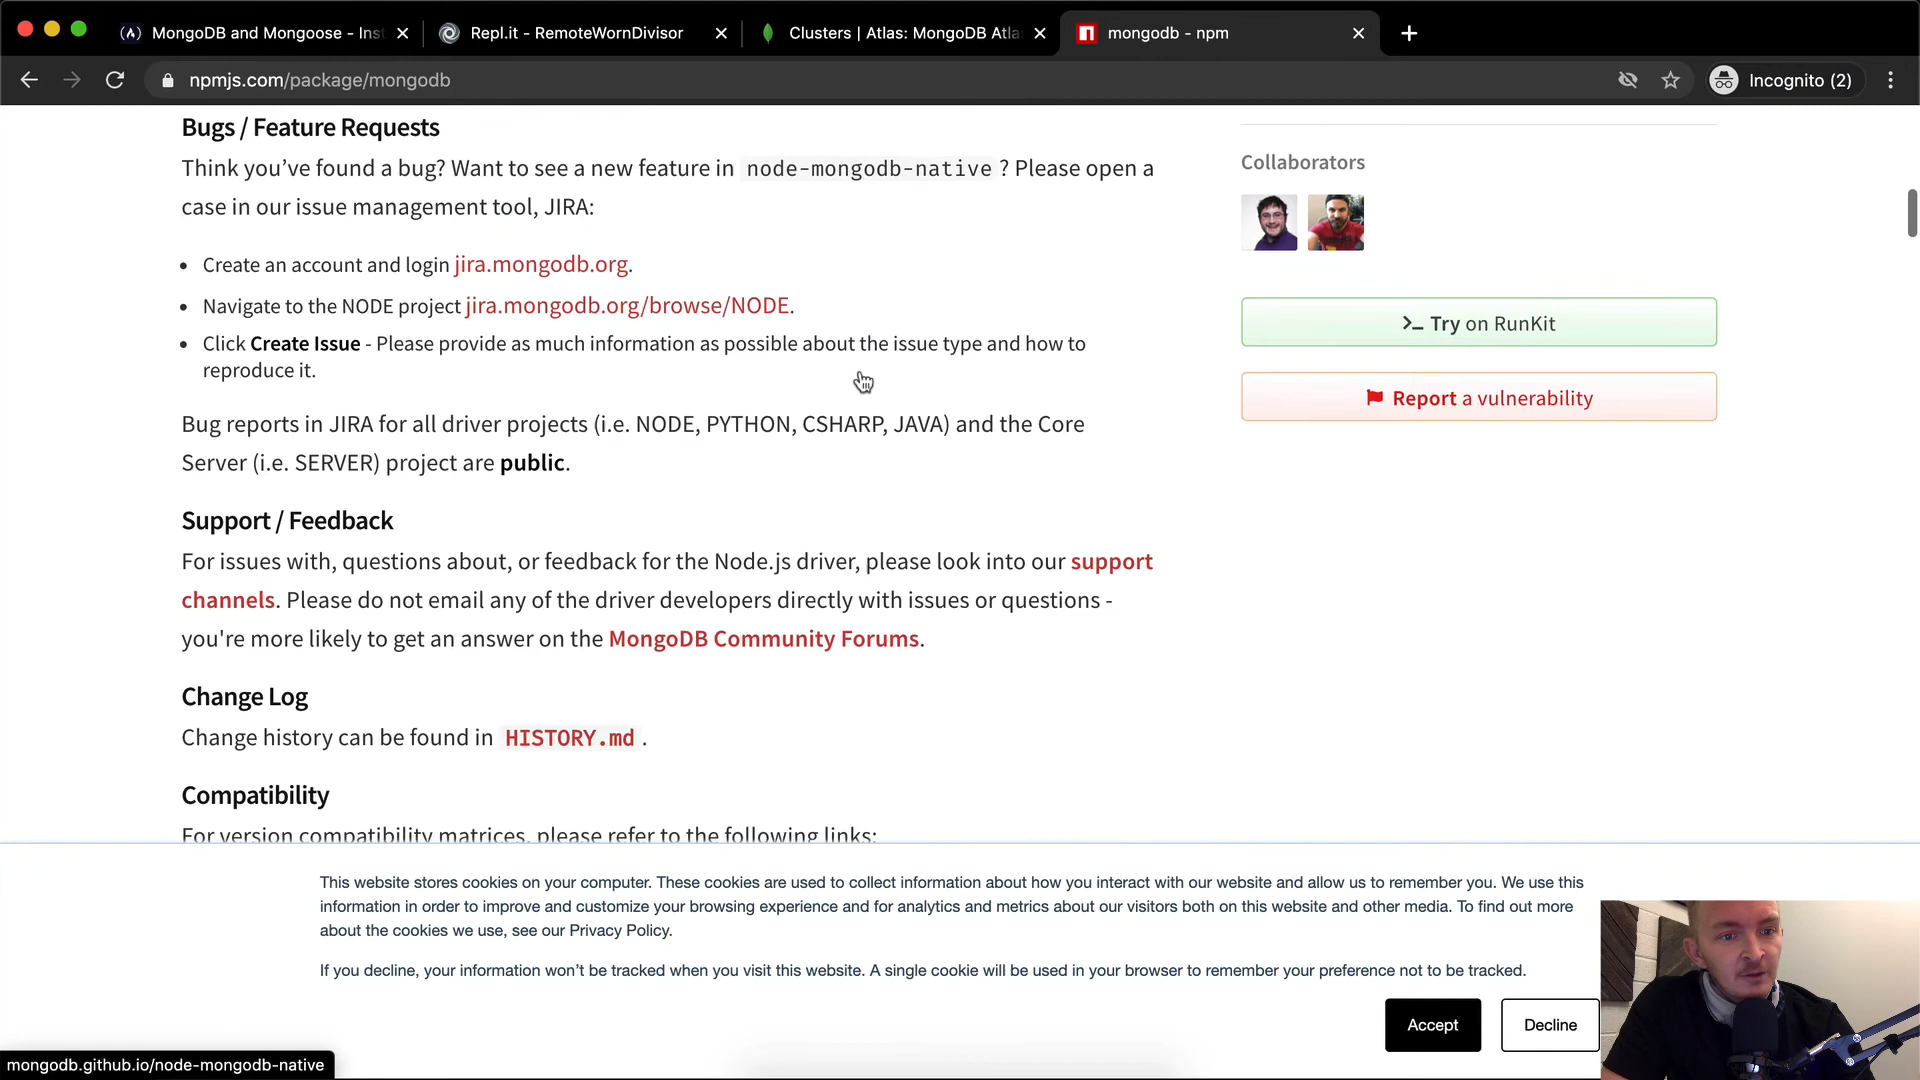 MongoDB and Mongoose - Inst
Repl.it - RemoteWornDivisor
Clusters | Atlas: MongoDB Atla
mongodb - npm
npmjs.com/package/mongodb
Incognito (2)
Bugs / Feature Requests
Think you've found a bug? Want to see a new feature in node-mongodb-native ? Please open a
case in our issue management tool, JIRA:
• Create an account and login jira.mongodb.org.
• Navigate to the NODE project jira.mongodb.org/browse/NODE.
• Click Create Issue - Please provide as much information as possible about the issue type and how to
reproduce it.
Bug reports in JIRA for all driver projects (i.e. NODE, PYTHON, CSHARP, JAVA) and the Core
Server (i.e. SERVER) project are public.
Support / Feedback
For issues with, questions about, or feedback for the Node.js driver, please look into our support
channels. Please do not email any of the driver developers directly with issues or questions -
you're more likely to get an answer on the MongoDB Community Forums.
Change Log
Change history can be found in HISTORY.md .
Compatibility
For version compatibility matrices, please refer to the following links:
Collaborators
Try on RunKit
Report a vulnerability
This website stores cookies on your computer. These cookies are used to collect information about how you interact with our website and allow us to remember you. We use this
information in order to improve and customize your browsing experience and for analytics and metrics about our visitors both on this website and other media. To find out more
about the cookies we use, see our Privacy Policy.
If you decline, your information won't be tracked when you visit this website. A single cookie will be used in your browser to remember your preference not to be tracked.
Accept
Decline
mongodb.github.io/node-mongodb-native